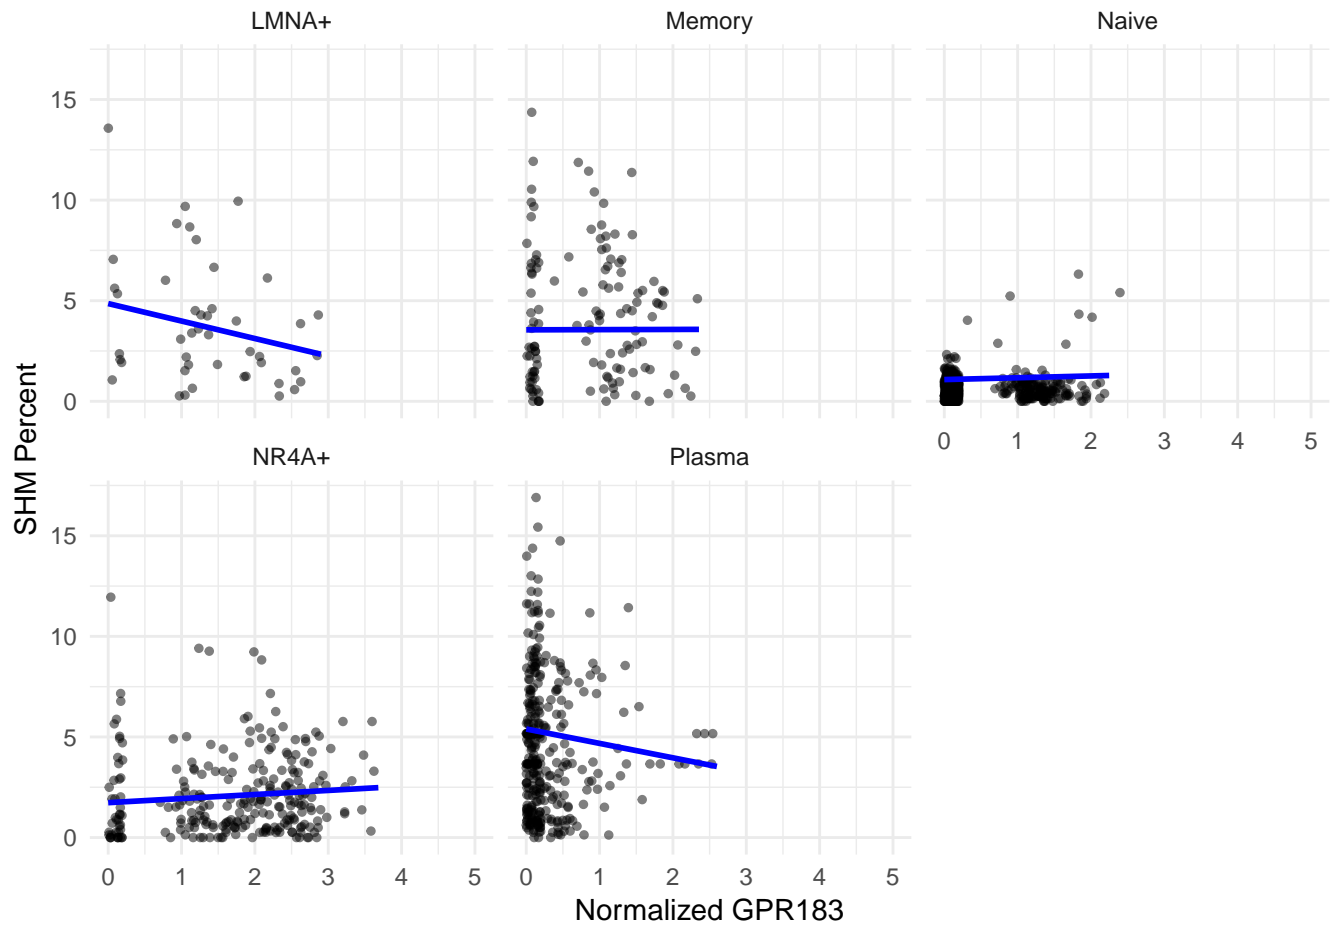 LMNA+ Memory Naive
15
10
5
0
0 1 2 3 4 5
NR4A+ Plasma
15
10
5
0
0 1 2 3 4 5 0 1 2 3 4 5
SHM Percent
Normalized GPR183